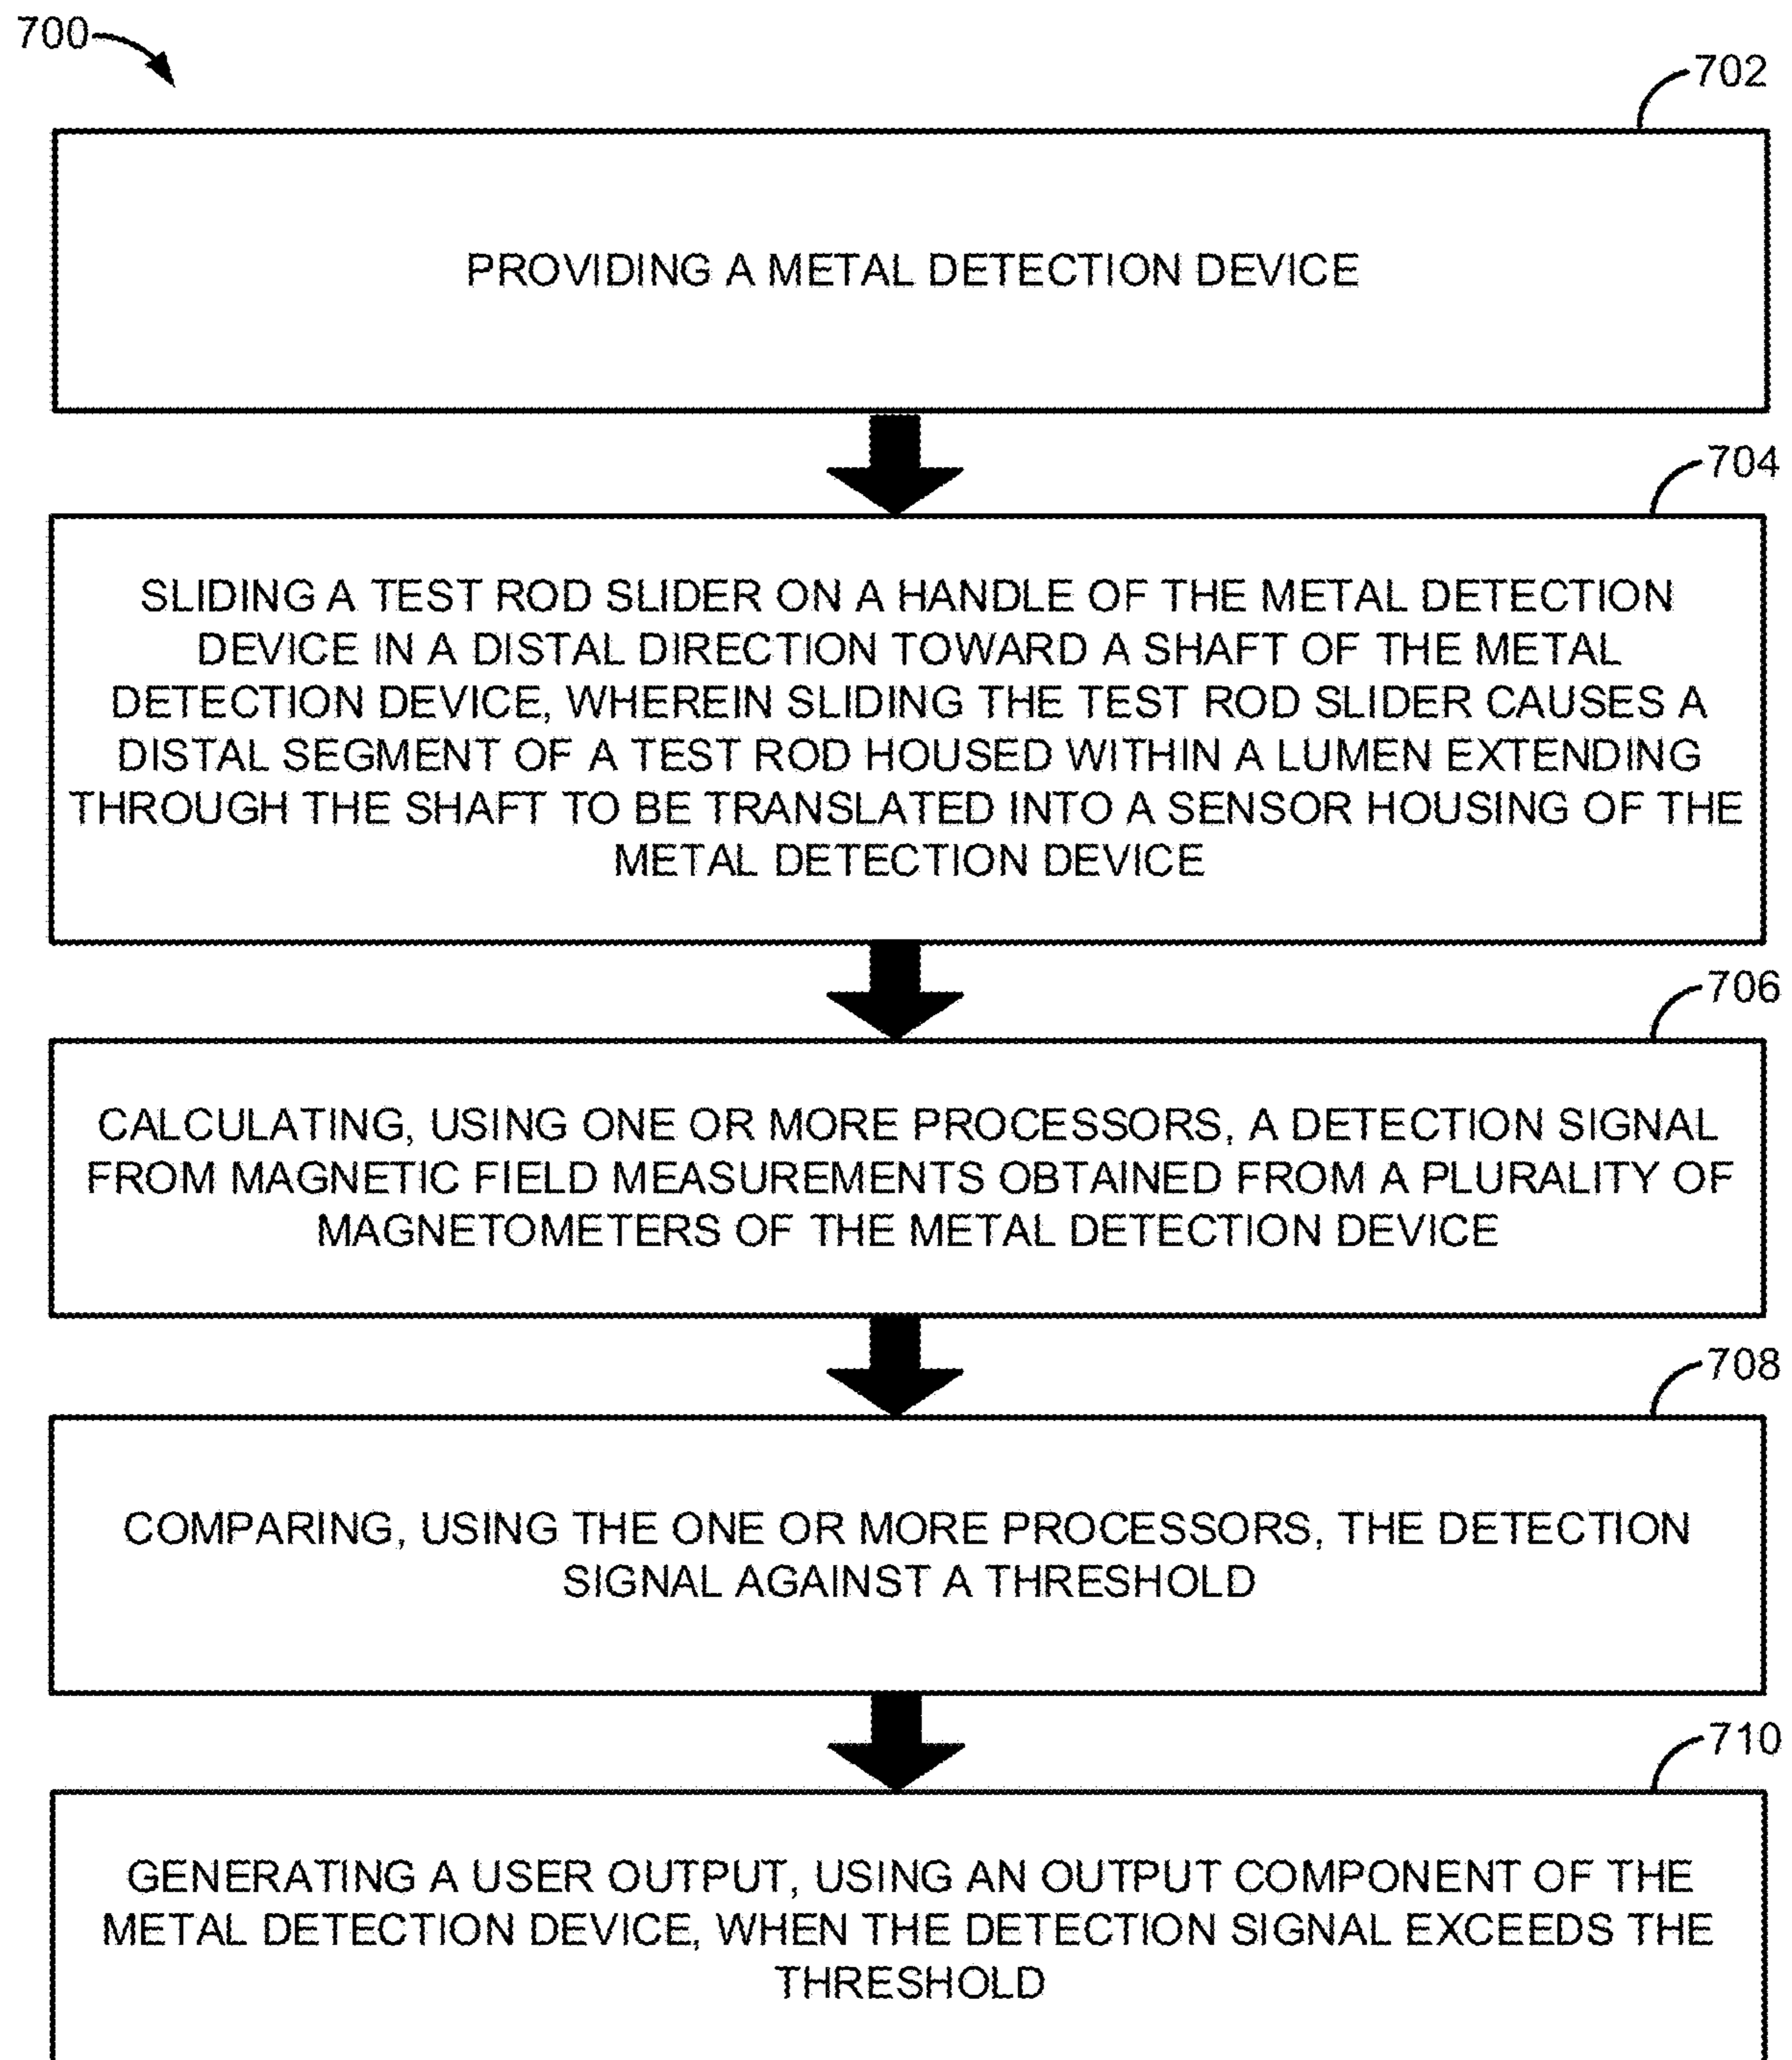 700
702
PROVIDING A METAL DETECTION DEVICE
704
SLIDING A TEST ROD SLIDER ON A HANDLE OF THE METAL DETECTION
DEVICE IN A DISTAL DIRECTION TOWARD A SHAFT OF THE METAL
DETECTION DEVICE, WHEREIN SLIDING THE TEST ROD SLIDER CAUSES A
DISTAL SEGMENT OF A TEST ROD HOUSED WITHIN A LUMEN EXTENDING
THROUGH THE SHAFT TO BE TRANSLATED INTO A SENSOR HOUSING OF THE
METAL DETECTION DEVICE
706
CALCULATING, USING ONE OR MORE PROCESSORS, A DETECTION SIGNAL
FROM MAGNETIC FIELD MEASUREMENTS OBTAINED FROM A PLURALITY OF
MAGNETOMETERS OF THE METAL DETECTION DEVICE
708
COMPARING, USING THE ONE OR MORE PROCESSORS, THE DETECTION
SIGNAL AGAINST A THRESHOLD
710
GENERATING A USER OUTPUT, USING AN OUTPUT COMPONENT OF THE
METAL DETECTION DEVICE, WHEN THE DETECTION SIGNAL EXCEEDS THE
THRESHOLD